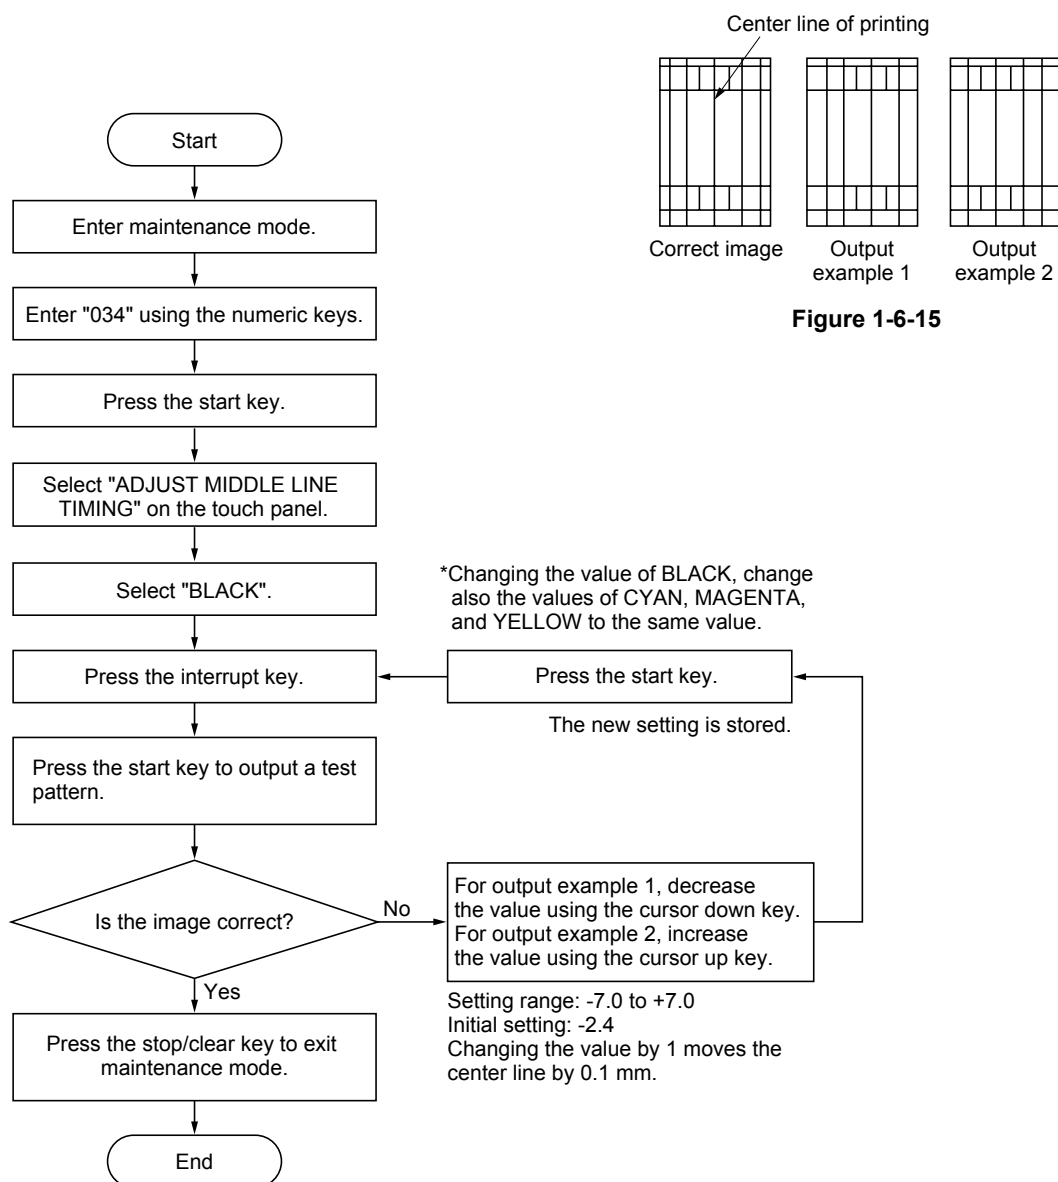 Center line of printing
Correct image
Output
example 1
Output
example 2
Figure 1-6-15
Start
Enter maintenance mode.
Enter "034" using the numeric keys.
Press the start key.
Select "ADJUST MIDDLE LINE
TIMING" on the touch panel.
Select "BLACK".
*Changing the value of BLACK, change
also the values of CYAN, MAGENTA,
and YELLOW to the same value.
Press the interrupt key.
Press the start key.
The new setting is stored.
Press the start key to output a test
pattern.
Is the image correct?
No
For output example 1, decrease
the value using the cursor down key.
For output example 2, increase
the value using the cursor up key.
Yes
Setting range: -7.0 to +7.0
Initial setting: -2.4
Changing the value by 1 moves the
center line by 0.1 mm.
Press the stop/clear key to exit
maintenance mode.
End